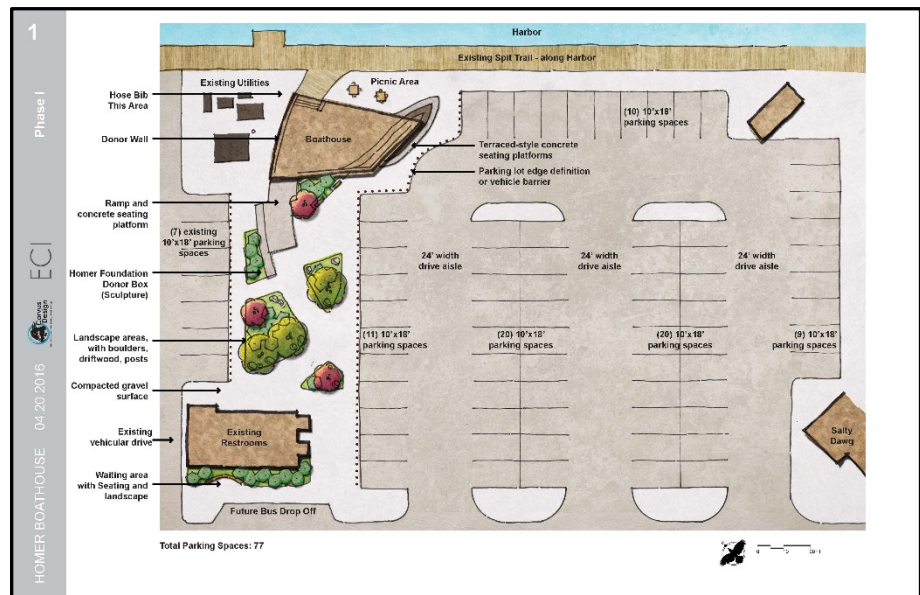 1
Phase I
ECI
Corvus
Design
HOMER BOATHOUSE 04.20.2016
Harbor
Existing Spit Trail - along Harbor
Existing Utilities
Picnic Area
Hose Bib
This Area
Donor Wall
Boathouse
(10) 10'x18'
parking spaces
Terraced-style concrete
seating platforms
Parking lot edge definition
or vehicle barrier
Ramp and
concrete seating
platform
(7) existing
10'x18' parking
spaces
Homer Foundation
Donor Box
(Sculpture)
24' width
drive aisle
24' width
drive aisle
24' width
drive aisle
Landscape areas,
with boulders,
driftwood, posts
(11) 10'x18'
parking spaces
(20) 10'x18'
parking spaces
(20) 10'x18'
parking spaces
(9) 10'x18'
parking spaces
Compacted gravel
surface
Existing
vehicular drive
Existing
Restrooms
Salty
Dawg
Waiting area
with Seating and
landscape
Future Bus Drop Off
Total Parking Spaces: 77